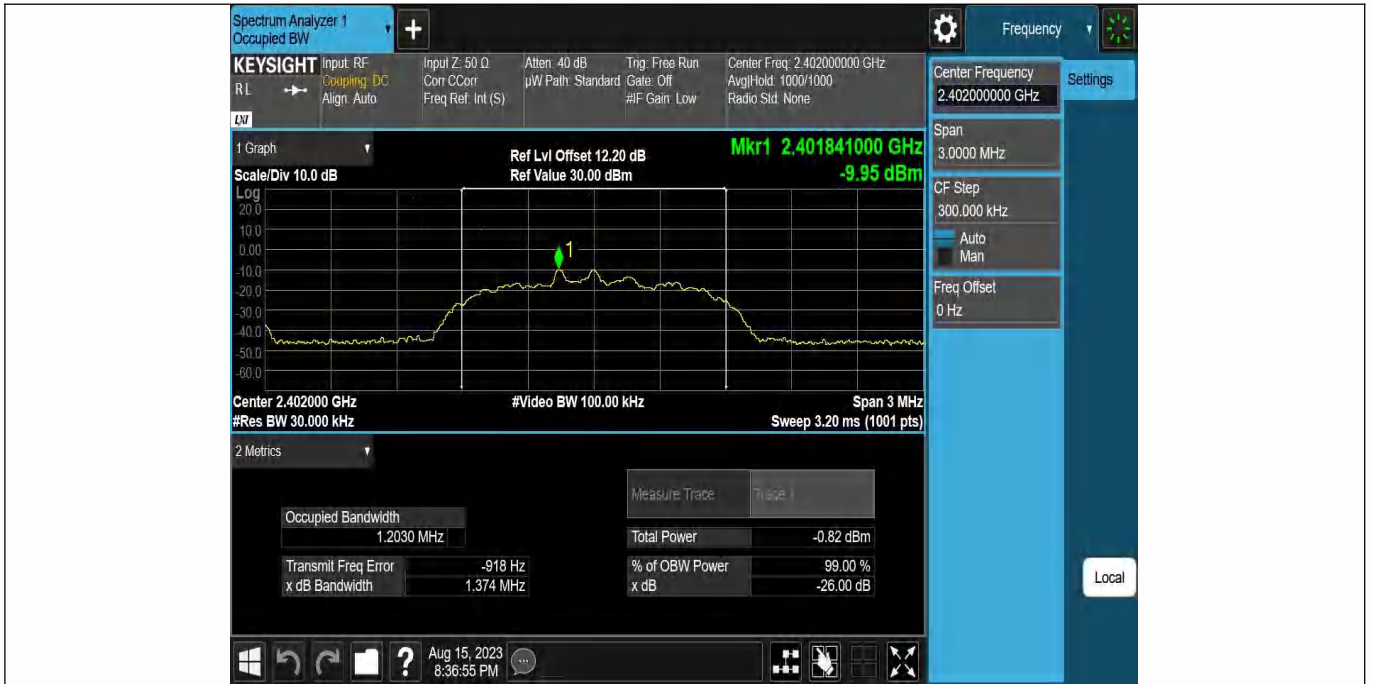 Spectrum Analyzer 1
Occupied BW
+
Frequency
KEYSIGHT
RL
LXI
Input: RF
Coupling: DC
Align: Auto
Input Z: 50 Ω
Corr CCorr
Freq Ref: Int (S)
Atten: 40 dB
µW Path: Standard
Trig: Free Run
Gate: Off
#IF Gain: Low
Center Freq: 2.402000000 GHz
Avg|Hold: 1000/1000
Radio Std: None
Center Frequency
2.402000000 GHz
Settings
Span
3.0000 MHz
CF Step
300.000 kHz
Auto
Man
Freq Offset
0 Hz
1 Graph
Scale/Div 10.0 dB
Ref Lvl Offset 12.20 dB
Ref Value 30.00 dBm
Mkr1 2.401841000 GHz
-9.95 dBm
Log
20.0
10.0
0.00
-10.0
-20.0
-30.0
-40.0
-50.0
-60.0
1
Center 2.402000 GHz
#Video BW 100.00 kHz
Span 3 MHz
#Res BW 30.000 kHz
Sweep 3.20 ms (1001 pts)
2 Metrics
Measure Trace
Trace 1
Occupied Bandwidth
1.2030 MHz
Total Power
-0.82 dBm
Transmit Freq Error
-918 Hz
% of OBW Power
99.00 %
x dB Bandwidth
1.374 MHz
x dB
-26.00 dB
Local
?
Aug 15, 2023
8:36:55 PM